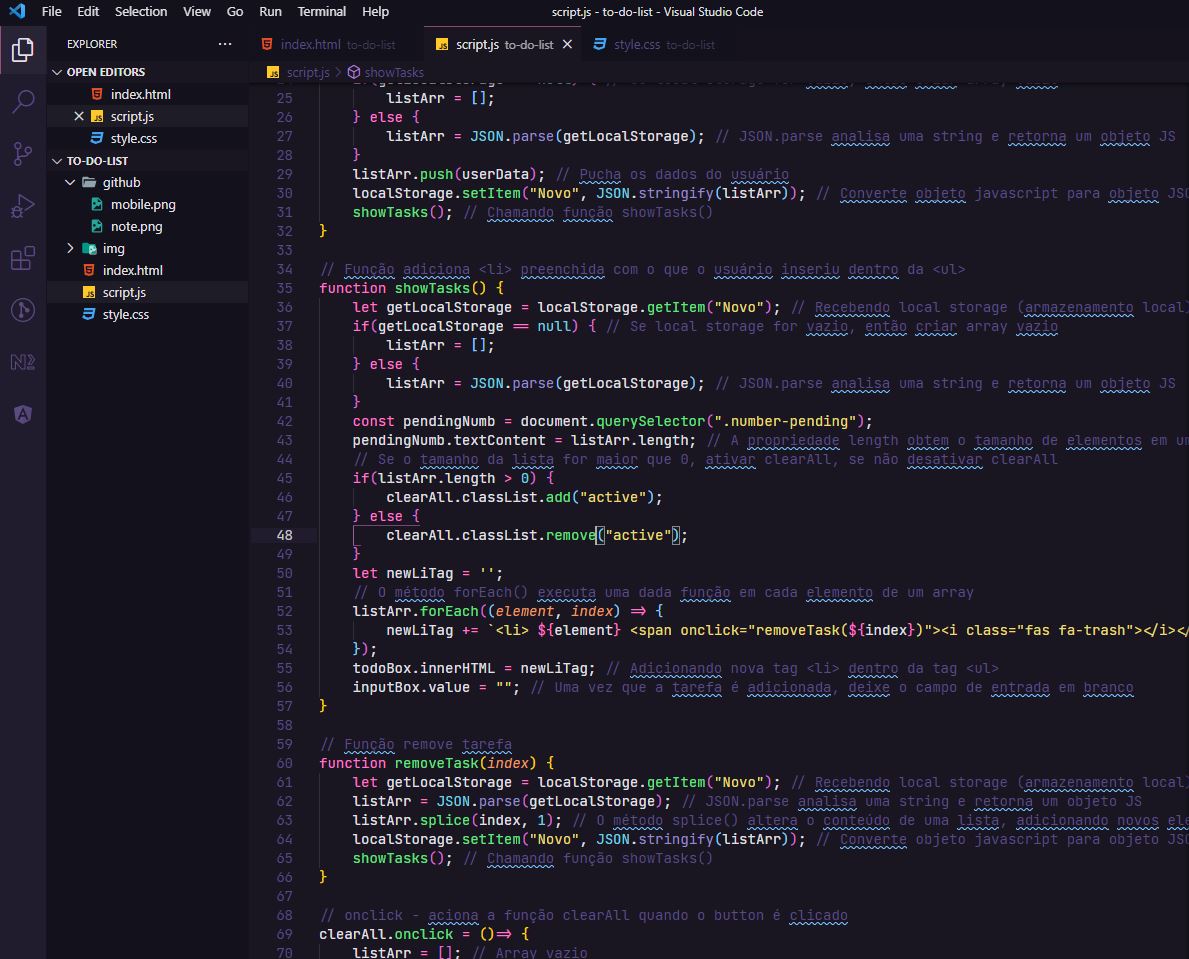 File Edit Selection View Go Run Terminal Help
script.js - to-do-list - Visual Studio Code
EXPLORER
OPEN EDITORS
index.html
script.js
style.css
TO-DO-LIST
github
mobile.png
note.png
img
index.html
script.js
style.css
index.html to-do-list
script.js to-do-list
style.css to-do-list
script.js > showTasks
25 listArr = [];
26 } else {
27 listArr = JSON.parse(getLocalStorage); // JSON.parse analisa uma string e retorna um objeto JS
28 }
29 listArr.push(userData); // Pucha os dados do usuário
30 localStorage.setItem("Novo", JSON.stringify(listArr)); // Converte objeto javascript para objeto JSO
31 showTasks(); // Chamando função showTasks()
32 }
33
34 // Função adiciona <li> preenchida com o que o usuário inseriu dentro da <ul>
35 function showTasks() {
36 let getLocalStorage = localStorage.getItem("Novo"); // Recebendo local storage (armazenamento local)
37 if(getLocalStorage == null) { // Se local storage for vazio, então criar array vazio
38 listArr = [];
39 } else {
40 listArr = JSON.parse(getLocalStorage); // JSON.parse analisa uma string e retorna um objeto JS
41 }
42 const pendingNumb = document.querySelector(".number-pending");
43 pendingNumb.textContent = listArr.length; // A propriedade length obtem o tamanho de elementos em um
44 // Se o tamanho da lista for maior que 0, ativar clearAll, se não desativar clearAll
45 if(listArr.length > 0) {
46 clearAll.classList.add("active");
47 } else {
48 clearAll.classList.remove("active");
49 }
50 let newLiTag = '';
51 // O método forEach() executa uma dada função em cada elemento de um array
52 listArr.forEach((element, index) => {
53 newLiTag += `<li> ${element} <span onclick="removeTask(${index})"><i class="fas fa-trash"></i></
54 });
55 todoBox.innerHTML = newLiTag; // Adicionando nova tag <li> dentro da tag <ul>
56 inputBox.value = ""; // Uma vez que a tarefa é adicionada, deixe o campo de entrada em branco
57 }
58
59 // Função remove tarefa
60 function removeTask(index) {
61 let getLocalStorage = localStorage.getItem("Novo"); // Recebendo local storage (armazenamento local)
62 listArr = JSON.parse(getLocalStorage); // JSON.parse analisa uma string e retorna um objeto JS
63 listArr.splice(index, 1); // O método splice() altera o conteúdo de uma lista, adicionando novos ele
64 localStorage.setItem("Novo", JSON.stringify(listArr)); // Converte objeto javascript para objeto JSO
65 showTasks(); // Chamando função showTasks()
66 }
67
68 // onclick - aciona a função clearAll quando o button é clicado
69 clearAll.onclick = ()=> {
70 listArr = []; // Array vazio